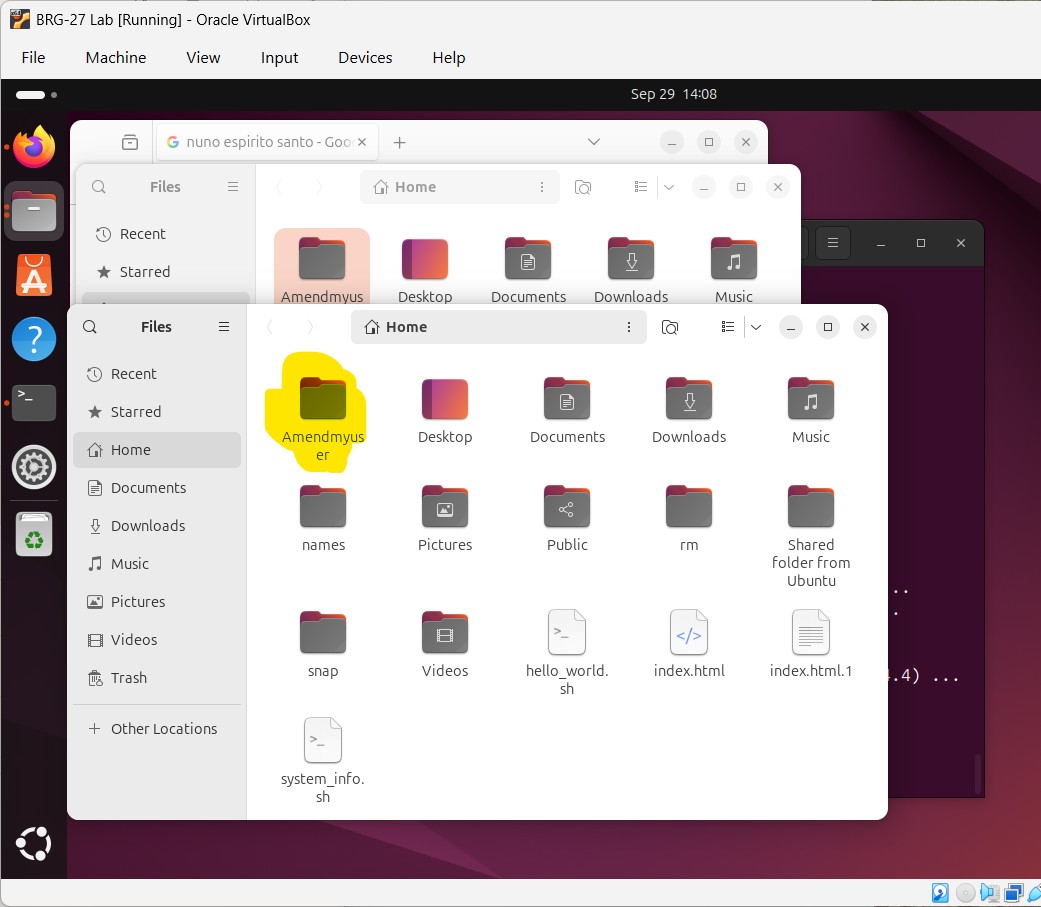 BRG-27 Lab [Running] - Oracle VirtualBox
File Machine View Input Devices Help
Sep 29 14:08
nuno espirito santo - Goo
Files
Home
Recent
Starred
Amendmyus
Desktop
Documents
Downloads
Music
Files
Home
Recent
Starred
Home
Documents
Downloads
Music
Pictures
Videos
Trash
Other Locations
Amendmyus
er
Desktop
Documents
Downloads
Music
names
Pictures
Public
rm
Shared
folder from
Ubuntu
snap
Videos
hello_world.
sh
index.html
index.html.1
system_info.
sh
..
.
.4) ...